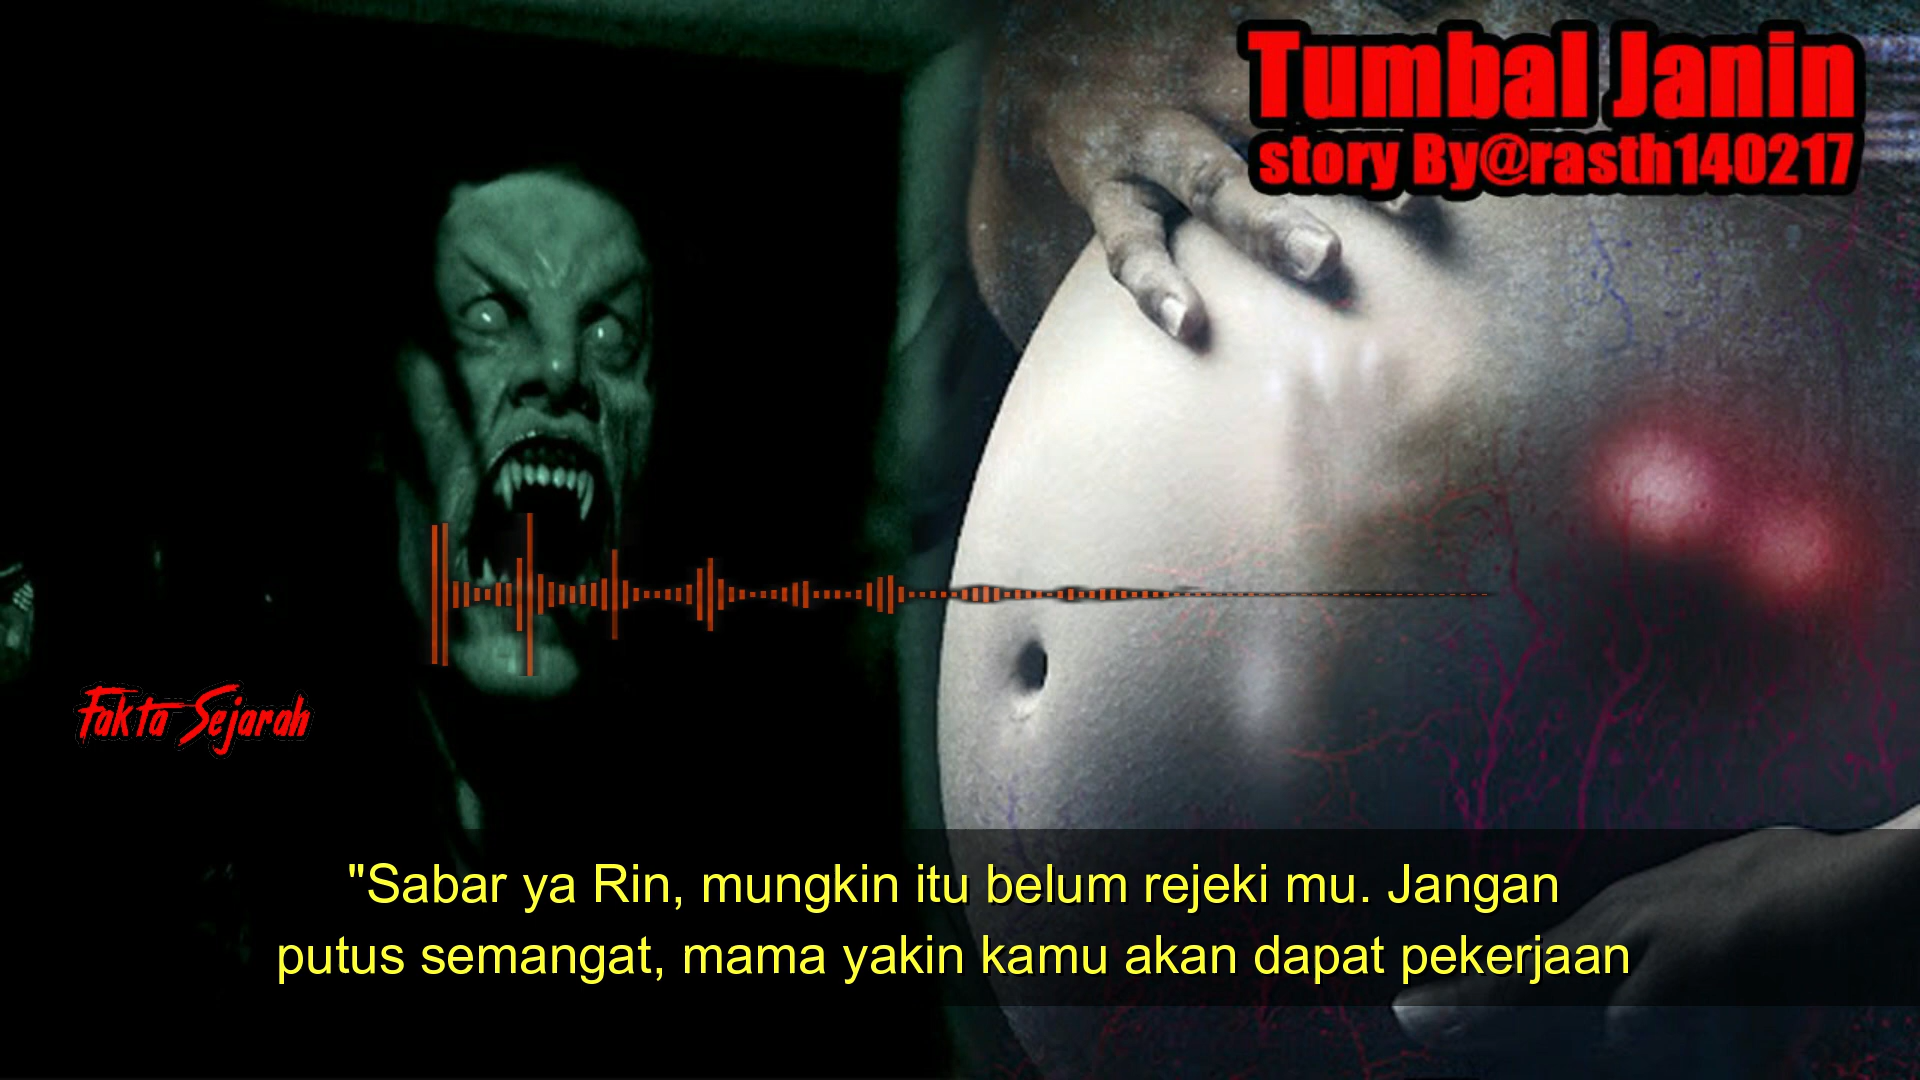 Tumbal Janin
story By@rasth140217
Fakta Sejarah
"Sabar ya Rin, mungkin itu belum rejeki mu. Jangan
putus semangat, mama yakin kamu akan dapat pekerjaan